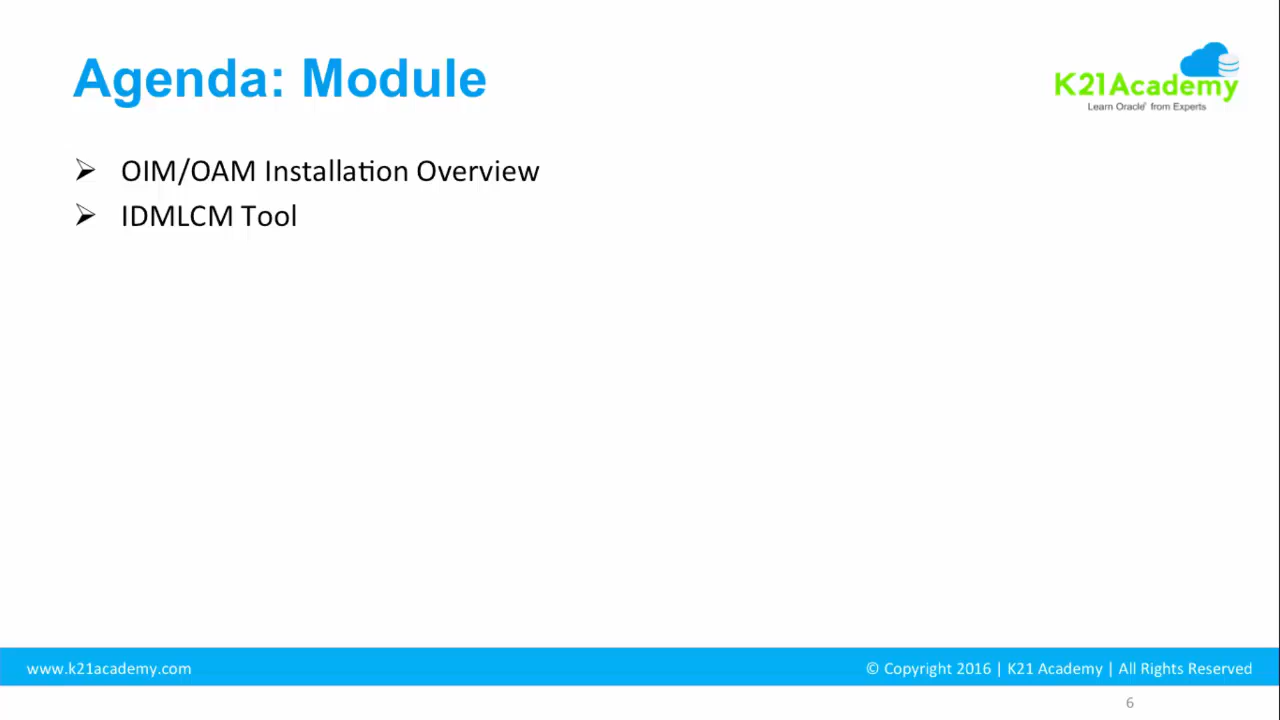 Agenda: Module
K21Academy
Learn Oracle' from Experts
➢ OIM/OAM Installation Overview
➢ IDMLCM Tool
www.k21academy.com
© Copyright 2016 | K21 Academy | All Rights Reserved
6